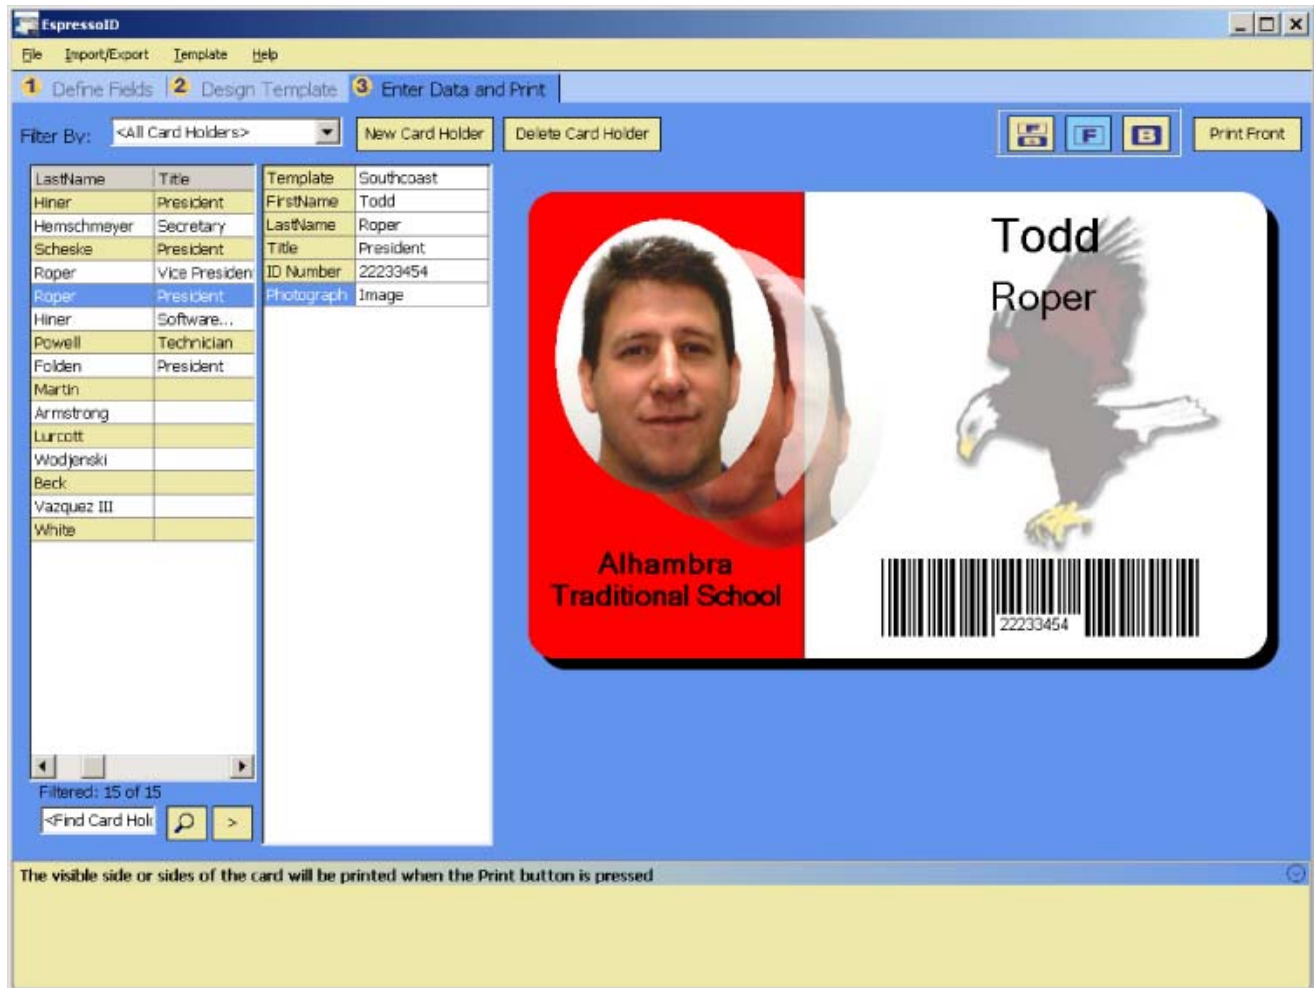 EspressoID
File Import/Export Template Help
1 Define Fields 2 Design Template 3 Enter Data and Print
Filter By: <All Card Holders> New Card Holder Delete Card Holder F B F B Print Front
LastName Title
Hiner President
Hemschmeyer Secretary
Scheske President
Roper Vice Presiden
Roper President
Hiner Software...
Powell Technician
Folden President
Martin
Armstrong
Lurcott
Wodjenski
Beck
Vazquez III
White
Filtered: 15 of 15
<Find Card Hol >
Template Southcoast
FirstName Todd
LastName Roper
Title President
ID Number 22233454
Photograph Image
Todd
Roper
Alhambra
Traditional School
22233454
The visible side or sides of the card will be printed when the Print button is pressed